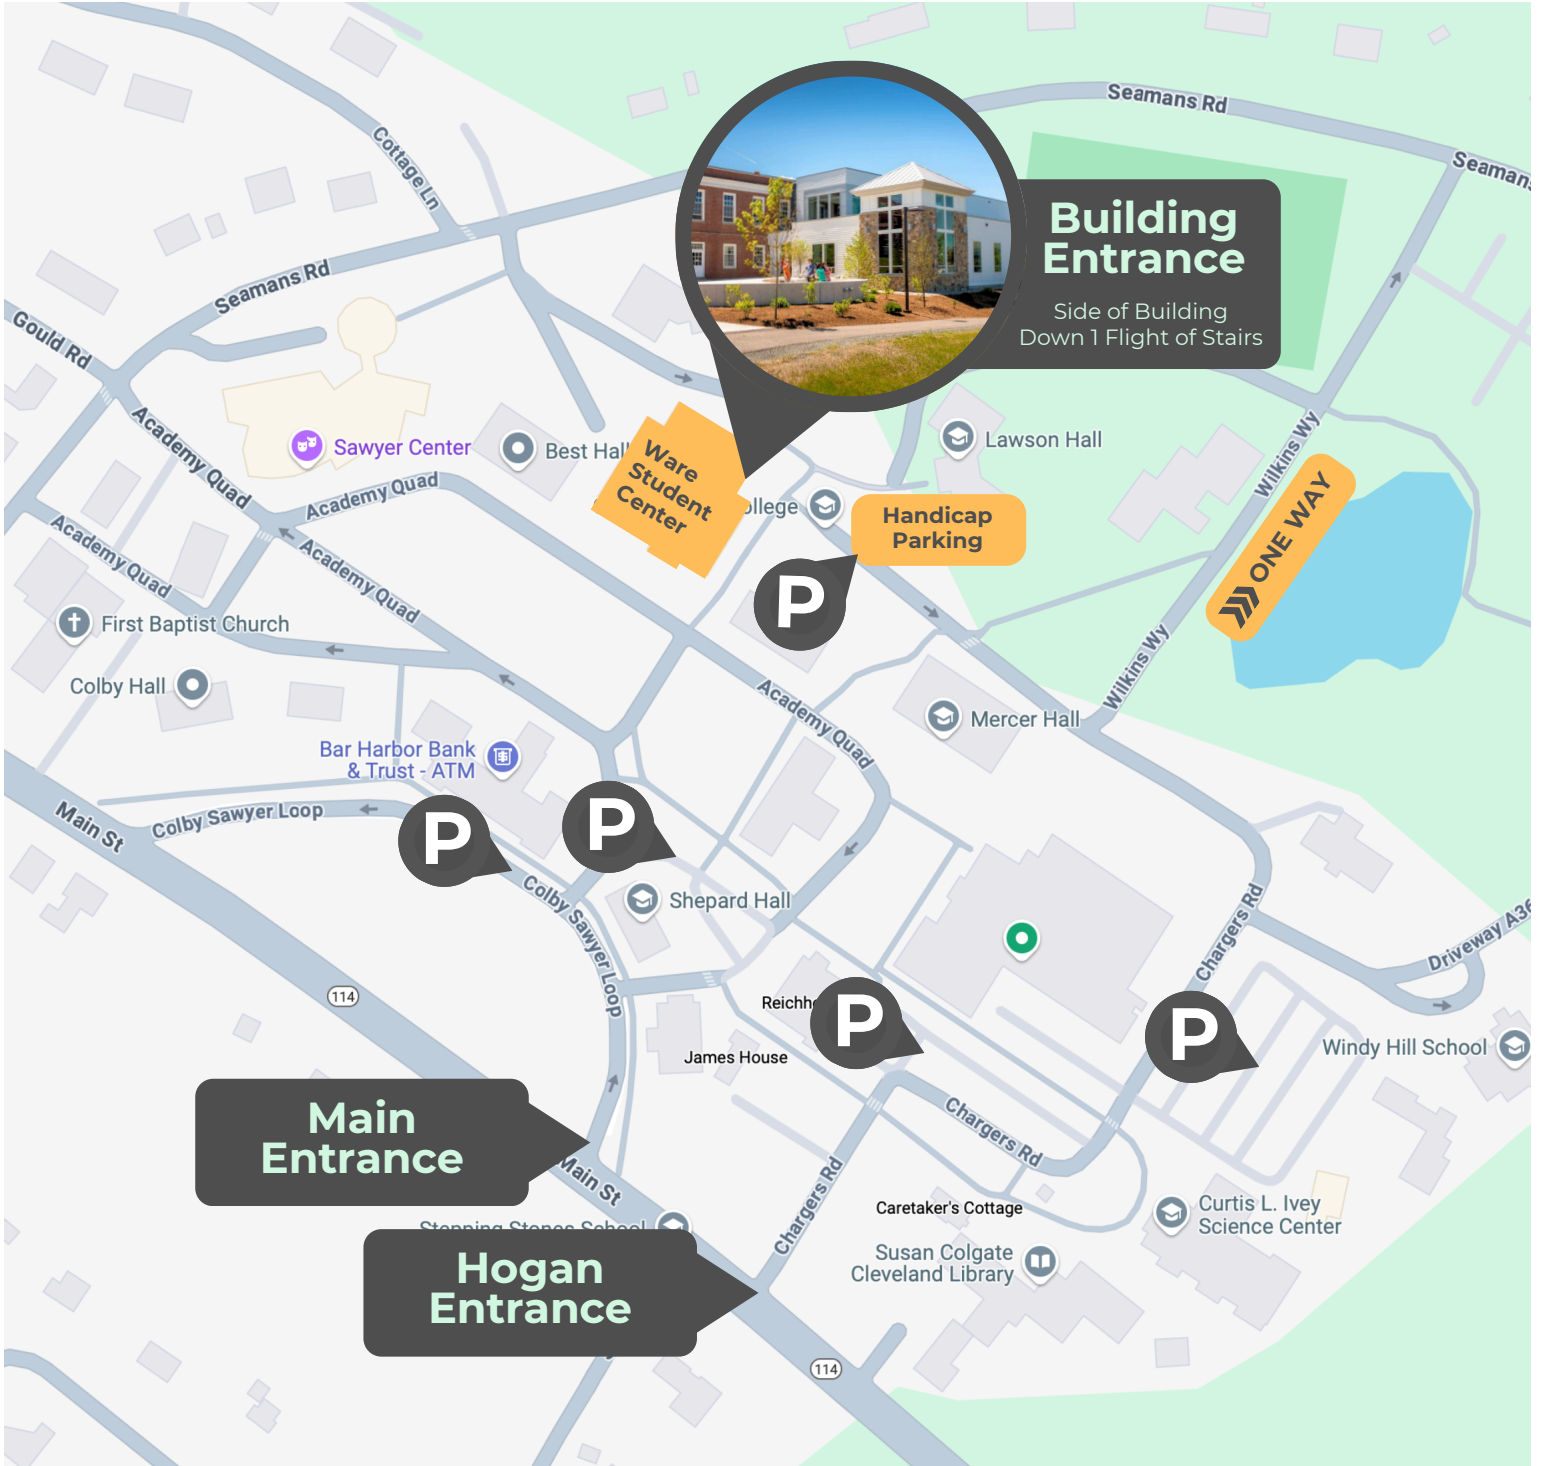 Seamans Rd
Seamans
Cottage Ln
Building
Entrance
Side of Building
Down 1 Flight of Stairs
Seamans Rd
Gould Rd
Academy Quad
Sawyer Center
Best Hall
Lawson Hall
Wilkins Wy
Ware
Student
Center
Academy Quad
Handicap
Parking
ONE WAY
Academy Quad
Academy Quad
P
First Baptist Church
Colby Hall
Academy Quad
Wilkins Wy
Mercer Hall
Bar Harbor Bank
& Trust - ATM
Main St
Colby Sawyer Loop
P
P
Colby Sawyer Loop
Shepard Hall
Chargers Rd
Driveway A36
114
P
P
James House
Windy Hill School
Main
Entrance
Main St
Chargers Rd
Chargers Rd
Caretaker's Cottage
Curtis L. Ivey
Science Center
Stepping Stones School
Susan Colgate
Cleveland Library
Hogan
Entrance
114